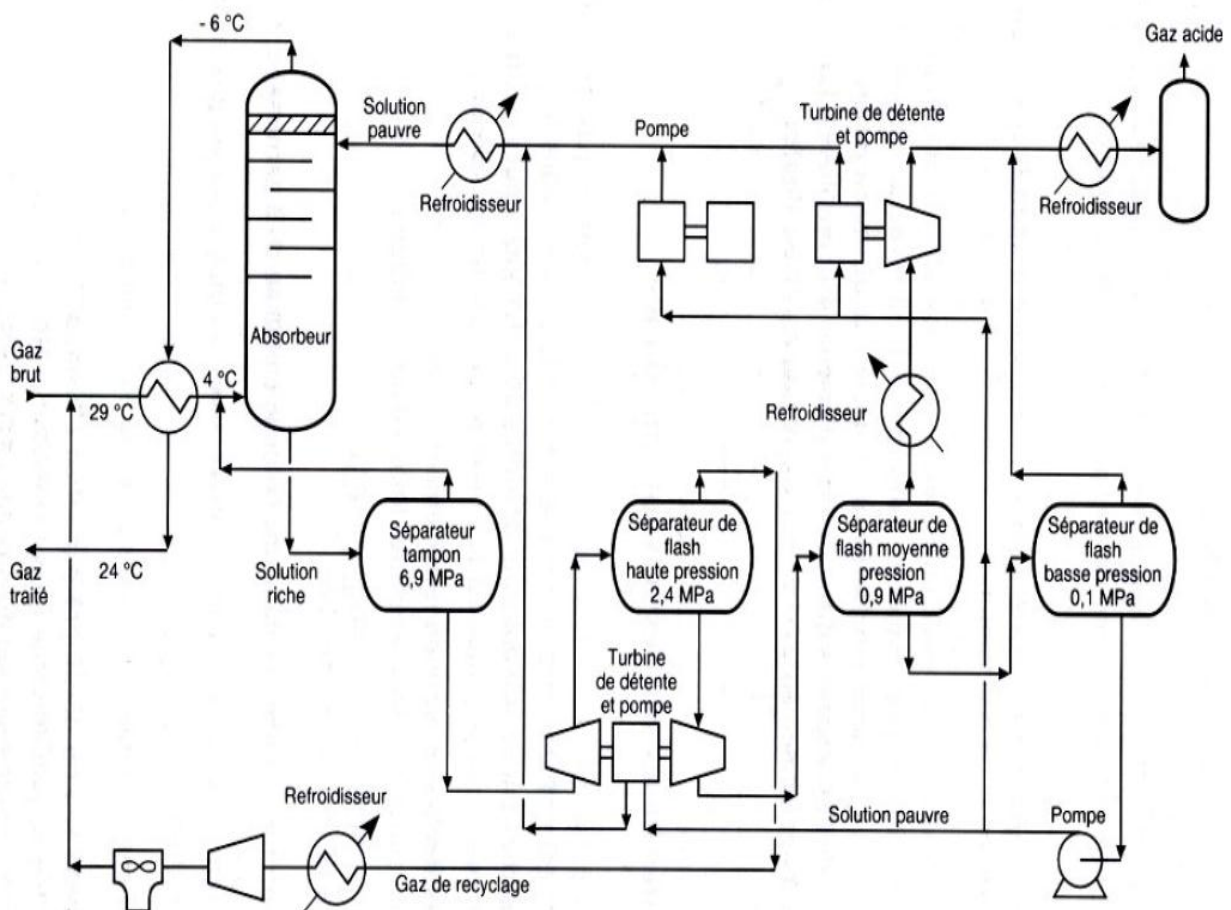 - 6 °C
Gaz acide
Solution
pauvre
Pompe
Turbine de détente
et pompe
Refroidisseur
Refroidisseur
Absorbeur
Gaz
brut
4 °C
29 °C
Refroidisseur
Séparateur
tampon
6,9 MPa
Séparateur de
flash
haute pression
2,4 MPa
Séparateur de
flash moyenne
pression
0,9 MPa
Séparateur de
flash
basse pression
0,1 MPa
Gaz
traité
24 °C
Solution
riche
Turbine
de détente
et pompe
Refroidisseur
Solution pauvre
Pompe
Gaz de recyclage